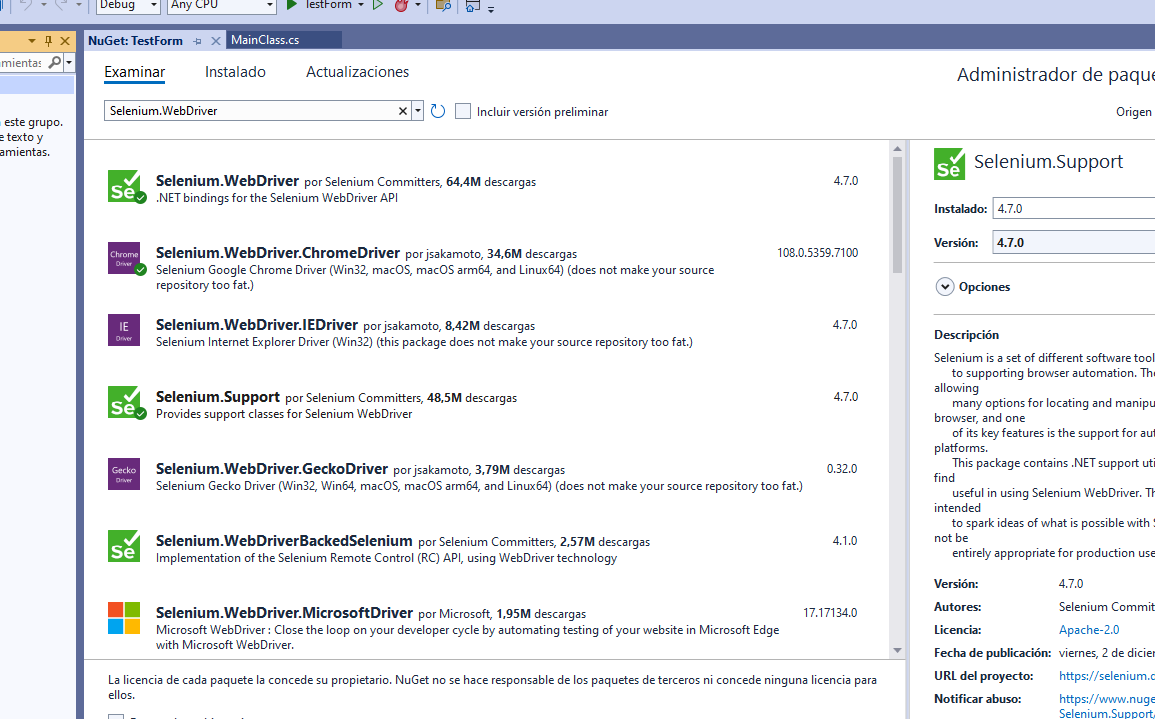 Debug
Any CPU
TestForm
NuGet: TestForm
MainClass.cs
mientas
este grupo.
e texto y
amientas.
Examinar
Instalado
Actualizaciones
Administrador de paque
Selenium.WebDriver
Incluir versión preliminar
Origen
Se
Selenium.WebDriver por Selenium Committers, 64,4M descargas
4.7.0
.NET bindings for the Selenium WebDriver API
Chrome
Driver
Selenium.WebDriver.ChromeDriver por jsakamoto, 34,6M descargas
108.0.5359.7100
Selenium Google Chrome Driver (Win32, macOS, macOS arm64, and Linux64) (does not make your source
repository too fat.)
IE
Driver
Selenium.WebDriver.IEDriver por jsakamoto, 8,42M descargas
4.7.0
Selenium Internet Explorer Driver (Win32) (this package does not make your source repository too fat.)
Se
Selenium.Support por Selenium Committers, 48,5M descargas
4.7.0
Provides support classes for Selenium WebDriver
Gecko
Driver
Selenium.WebDriver.GeckoDriver por jsakamoto, 3,79M descargas
0.32.0
Selenium Gecko Driver (Win32, Win64, macOS, macOS arm64, and Linux64) (does not make your source repository too fat.)
Se
Selenium.WebDriverBackedSelenium por Selenium Committers, 2,57M descargas
4.1.0
Implementation of the Selenium Remote Control (RC) API, using WebDriver technology
Selenium.WebDriver.MicrosoftDriver por Microsoft, 1,95M descargas
17.17134.0
Microsoft WebDriver : Close the loop on your developer cycle by automating testing of your website in Microsoft Edge
with Microsoft WebDriver.
La licencia de cada paquete la concede su propietario. NuGet no se hace responsable de los paquetes de terceros ni concede ninguna licencia para
ellos.
Se
Selenium.Support
Instalado: 4.7.0
Versión: 4.7.0
Opciones
Descripción
Selenium is a set of different software tool
to supporting browser automation. The
allowing
many options for locating and manipu
browser, and one
of its key features is the support for aut
platforms.
This package contains .NET support uti
find
useful in using Selenium WebDriver. Th
intended
to spark ideas of what is possible with S
not be
entirely appropriate for production use
Versión: 4.7.0
Autores: Selenium Committ
Licencia: Apache-2.0
Fecha de publicación: viernes, 2 de dicien
URL del proyecto: https://selenium.d
Notificar abuso: https://www.nuge
Selenium.Support/